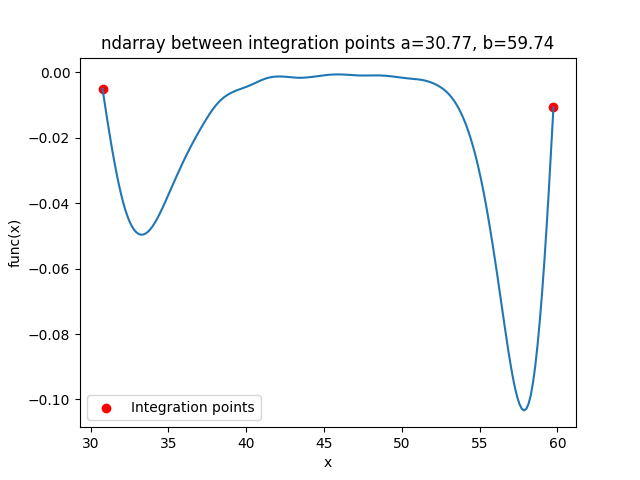 ndarray between integration points a=30.77, b=59.74
0.00
−0.02
−0.04
−0.06
−0.08
−0.10
func(x)
Integration points
30 35 40 45 50 55 60
x